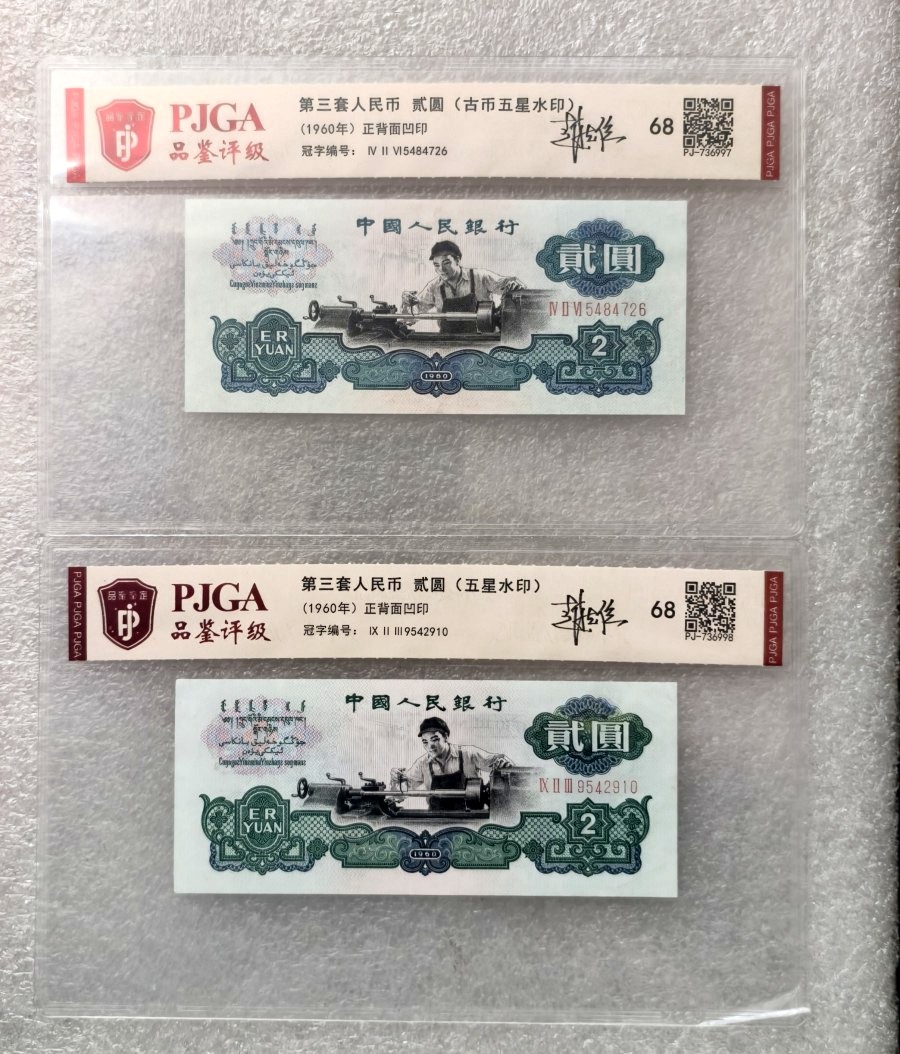 PJGA
品鉴评级
第三套人民币 贰圆（古币五星水印）
(1960年) 正背面凹印
冠字编号： Ⅳ Ⅱ Ⅵ5484726
68
PJ-736997
PJGA PJGA PJGA
中國人民銀行
貳圓
Ⅳ Ⅱ Ⅵ 5484726
ER
YUAN
2
1960
PJGA PJGA PJGA
PJGA
品鉴评级
第三套人民币 贰圆（五星水印）
(1960年) 正背面凹印
冠字编号： Ⅸ Ⅱ Ⅲ9542910
68
PJ-736998
PJGA PJGA PJGA
中國人民銀行
貳圓
Ⅸ Ⅱ Ⅲ 9542910
ER
YUAN
2
1960